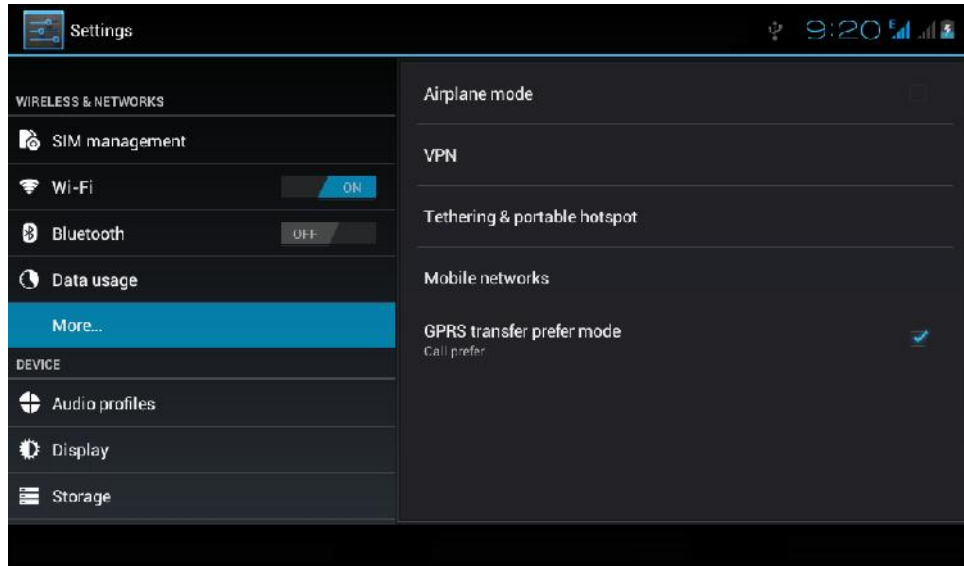 Settings
9:20
E
WIRELESS & NETWORKS
SIM management
Wi-Fi
ON
Bluetooth
OFF
Data usage
More...
DEVICE
Audio profiles
Display
Storage
Airplane mode
VPN
Tethering & portable hotspot
Mobile networks
GPRS transfer prefer mode
Call prefer